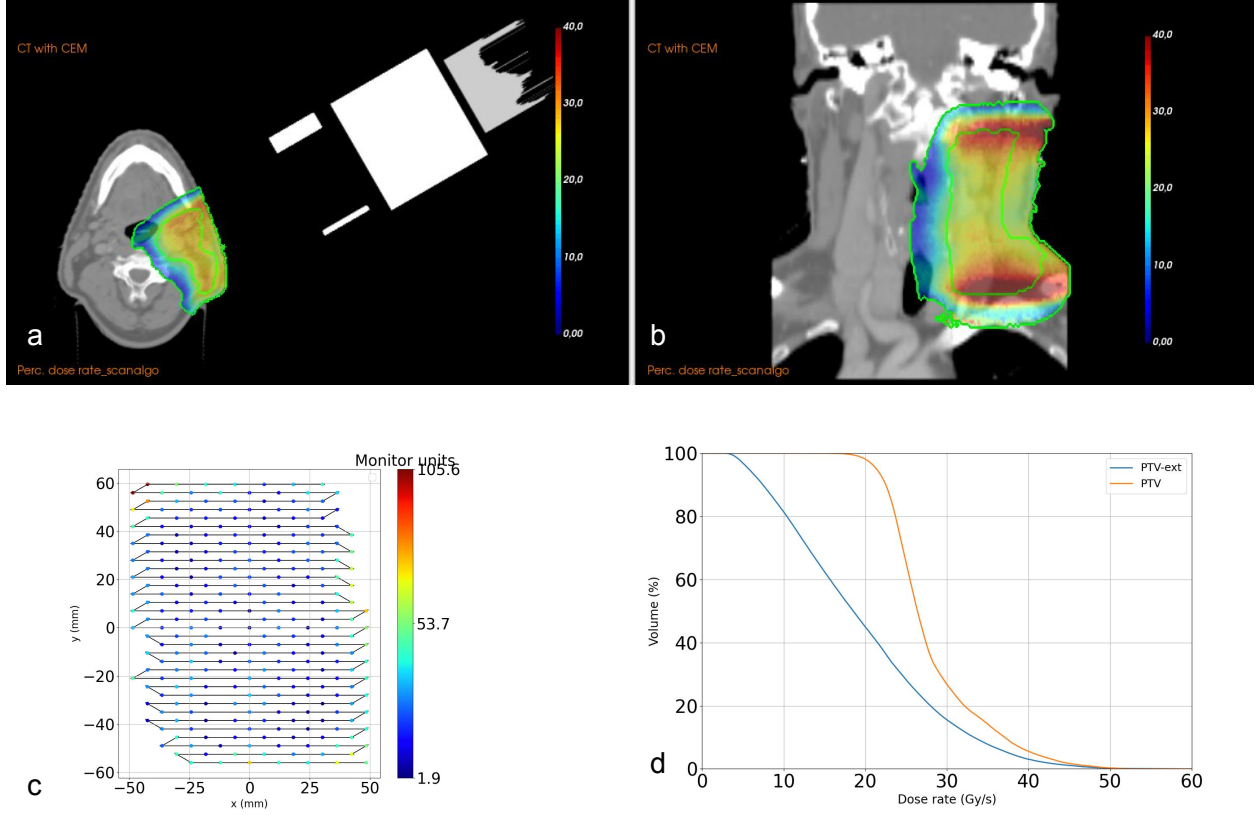 CT with CEM
40,0
30,0
20,0
10,0
0,00
a
Perc. dose rate_scanalgo
CT with CEM
40,0
30,0
20,0
10,0
0,00
b
Perc. dose rate_scanalgo
Monitor units
105.6
53.7
1.9
60
40
20
0
−20
−40
−60
y (mm)
−50
−25
0
25
50
x (mm)
c
100
80
60
40
20
0
Volume (%)
PTV-ext
PTV
0
10
20
30
40
50
60
Dose rate (Gy/s)
d